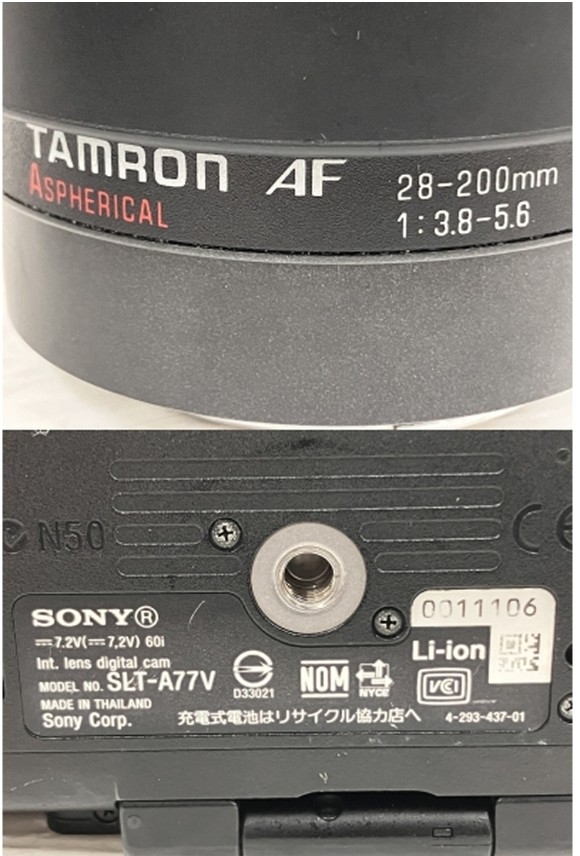 TAMRON AF
ASPHERICAL
28-200mm
1:3.8-5.6
N50
CE
SONY®
0011106
⎓7.2V(⎓7,2V) 60i
Int. lens digital cam
MODEL NO. SLT-A77V
MADE IN THAILAND
Sony Corp.
D33021
NOM
NYCE
Li-ion
VCI
充電式電池はリサイクル協力店へ
4-293-437-01